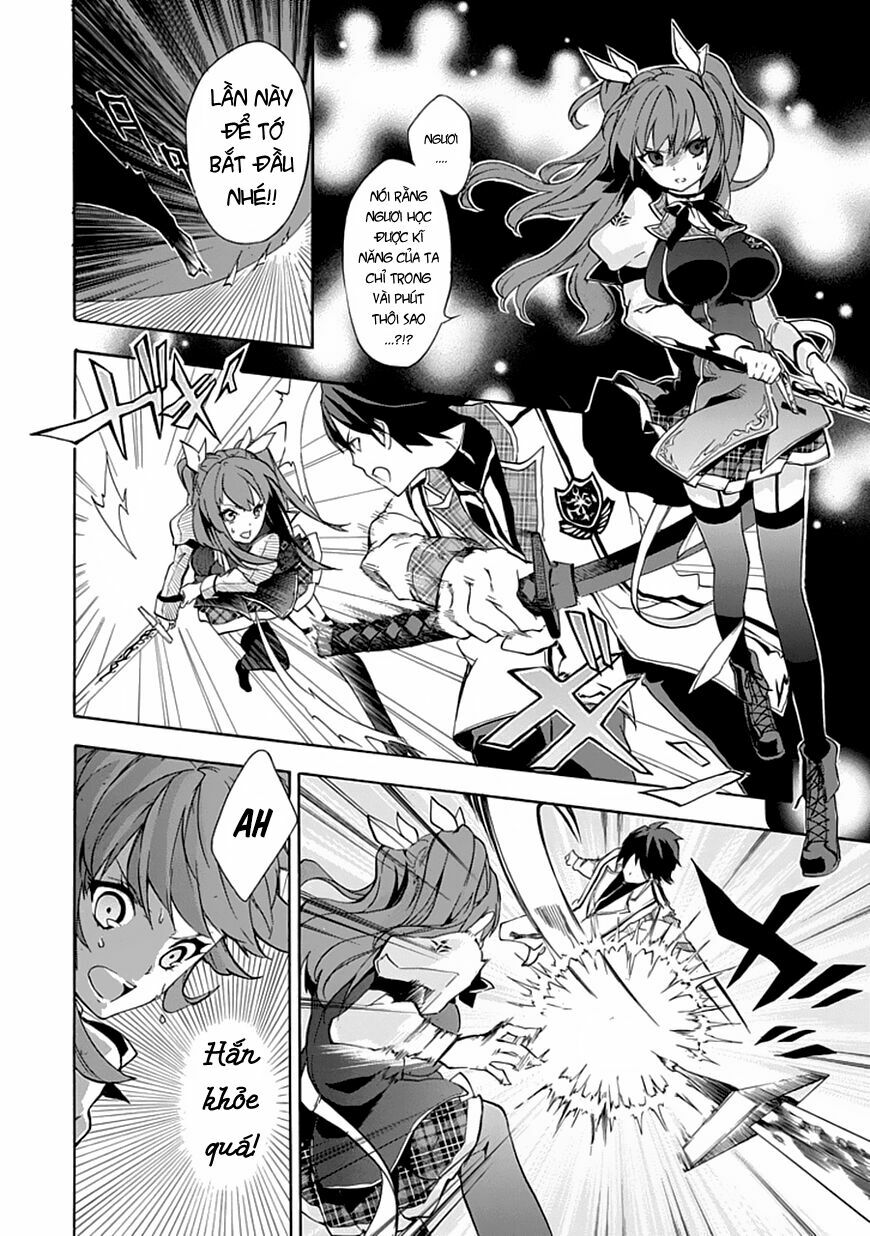 NGƯƠI
....
NÓI RẰNG
NGƯƠI HỌC
ĐƯỢC KĨ
NĂNG CỦA TA
CHỈ TRONG
VÀI PHÚT
THÔI SAO
...?!?
LẦN NÀY
ĐỂ TỚ
BẮT ĐẦU
NHÉ!!
AH
Hắn
khỏe
quá!